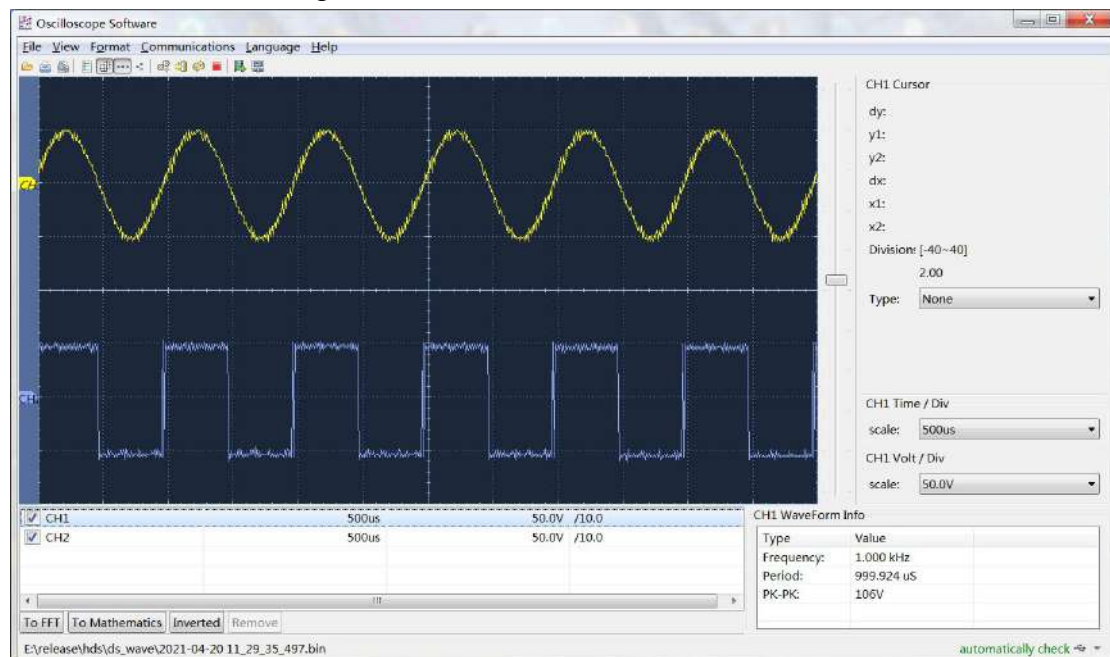 Oscilloscope Software
File View Format Communications Language Help
CH1 Cursor
dy:
y1:
y2:
dx:
x1:
x2:
Division: [-40~40]
2.00
Type: None
CH1 Time / Div
scale: 500us
CH1 Volt / Div
scale: 50.0V
CH1 500us 50.0V /10.0
CH2 500us 50.0V /10.0
CH1 WaveForm Info
Type Value
Frequency: 1.000 kHz
Period: 999.924 uS
PK-PK: 106V
To FFT To Mathematics Inverted Remove
E:\release\hds\ds_wave\2021-04-20 11_29_35_497.bin
automatically check